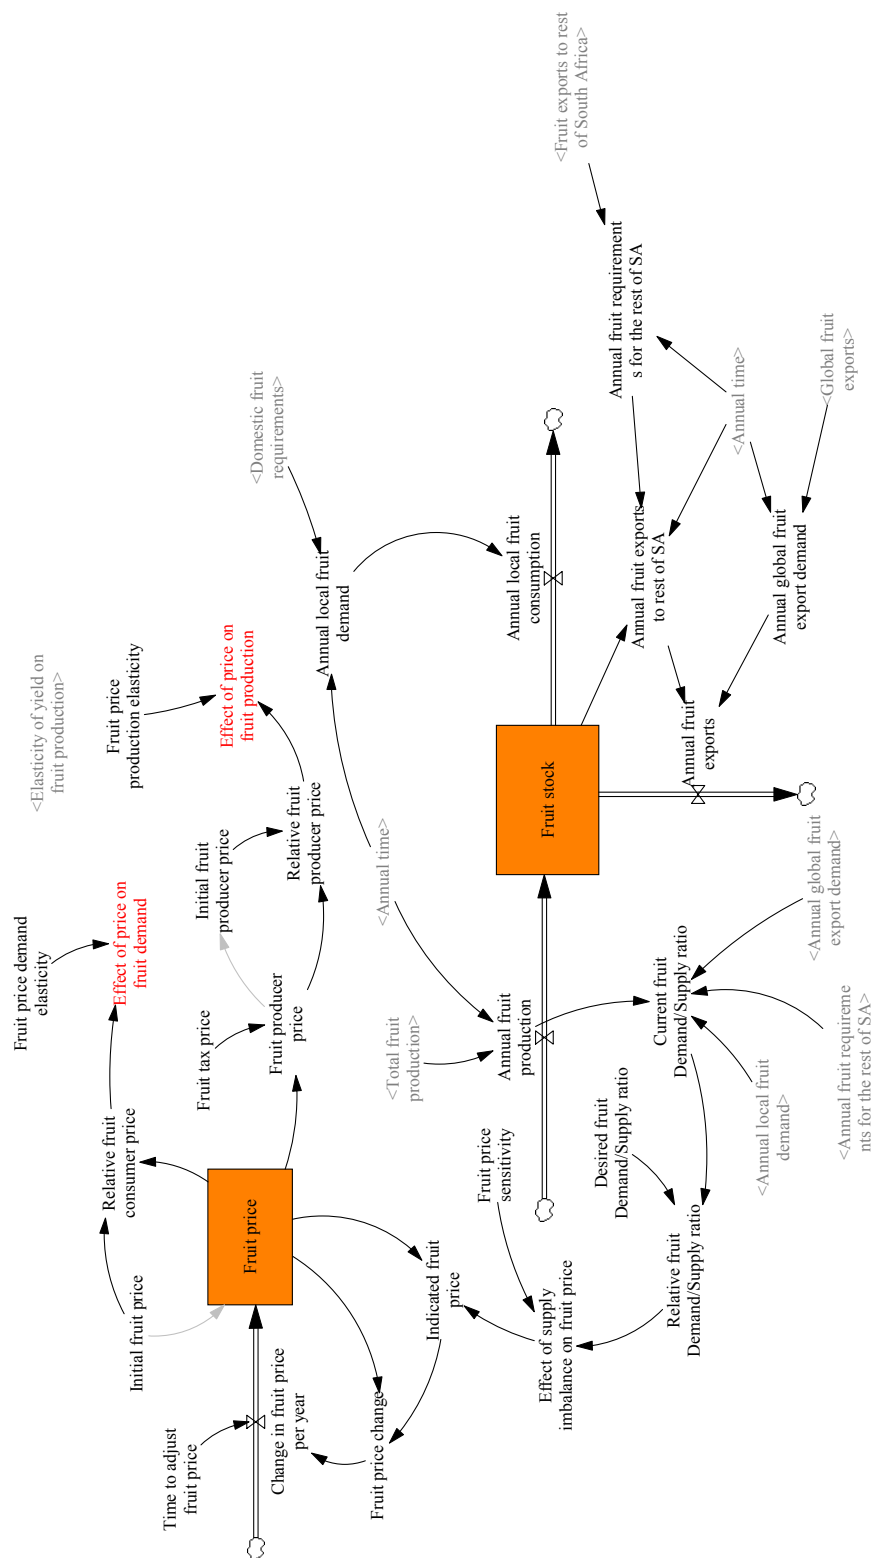 Fruit price demand
elasticity
<Elasticity of yield on
fruit production>
Initial fruit price
Relative fruit
consumer price
Effect of price on
fruit demand
Fruit price
production elasticity
Time to adjust
fruit price
Fruit price
Fruit tax price
Initial fruit
producer price
Effect of price on
fruit production
Change in fruit price
per year
Fruit producer
price
Relative fruit
producer price
<Domestic fruit
requirements>
Annual local fruit
demand
Fruit price change
Indicated fruit
price
<Total fruit
production>
<Annual time>
Fruit price
sensitivity
Annual fruit
production
Annual local fruit
consumption
Effect of supply
imbalance on fruit price
Fruit stock
<Fruit exports to rest
of South Africa>
Desired fruit
Demand/Supply ratio
Annual fruit requirement
s for the rest of SA
Annual fruit exports
to rest of SA
Relative fruit
Demand/Supply ratio
Current fruit
Demand/Supply ratio
Annual fruit
exports
<Annual time>
<Annual local fruit
demand>
Annual global fruit
export demand
<Global fruit
exports>
<Annual global fruit
export demand>
<Annual fruit requireme
nts for the rest of SA>